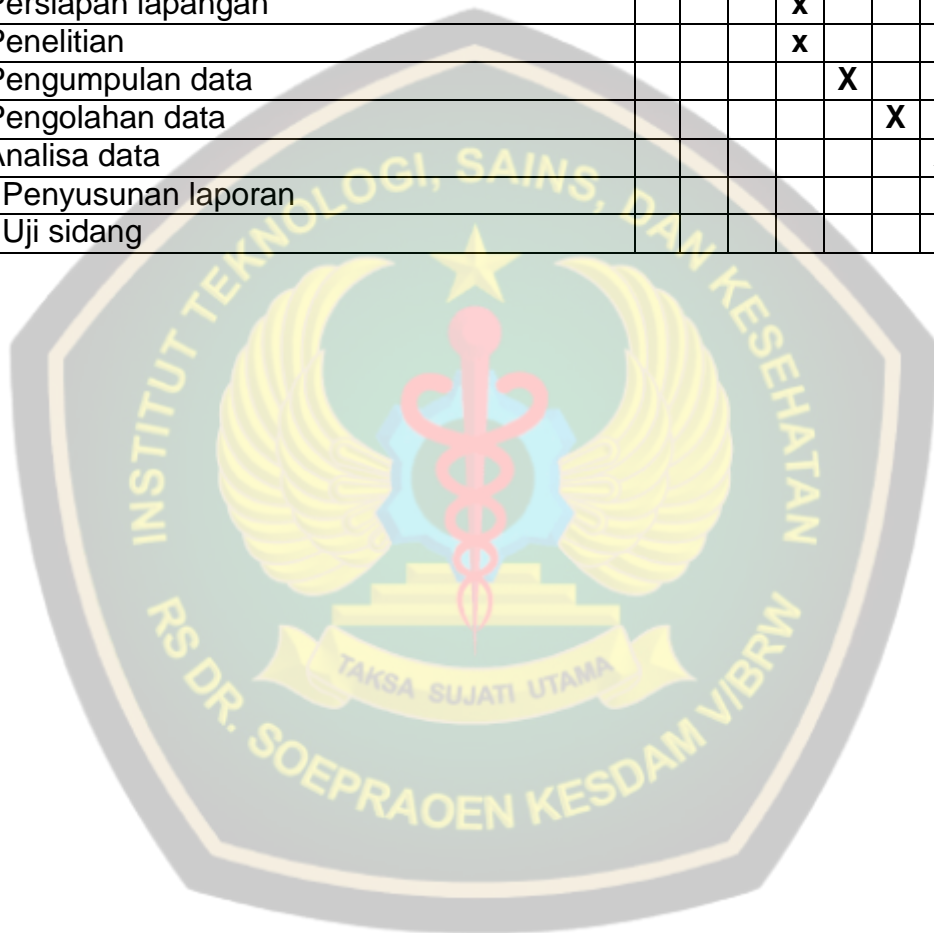 Persiapan lapangan x
Penelitian x
Pengumpulan data X
Pengolahan data X
Analisa data
Penyusunan laporan
Uji sidang
INSTITUT TEKNOLOGI, SAINS, DAN KESEHATAN
TAKSA SUJATI UTAMA
RS DR. SOEPRAOEN KESDAM V/BRW